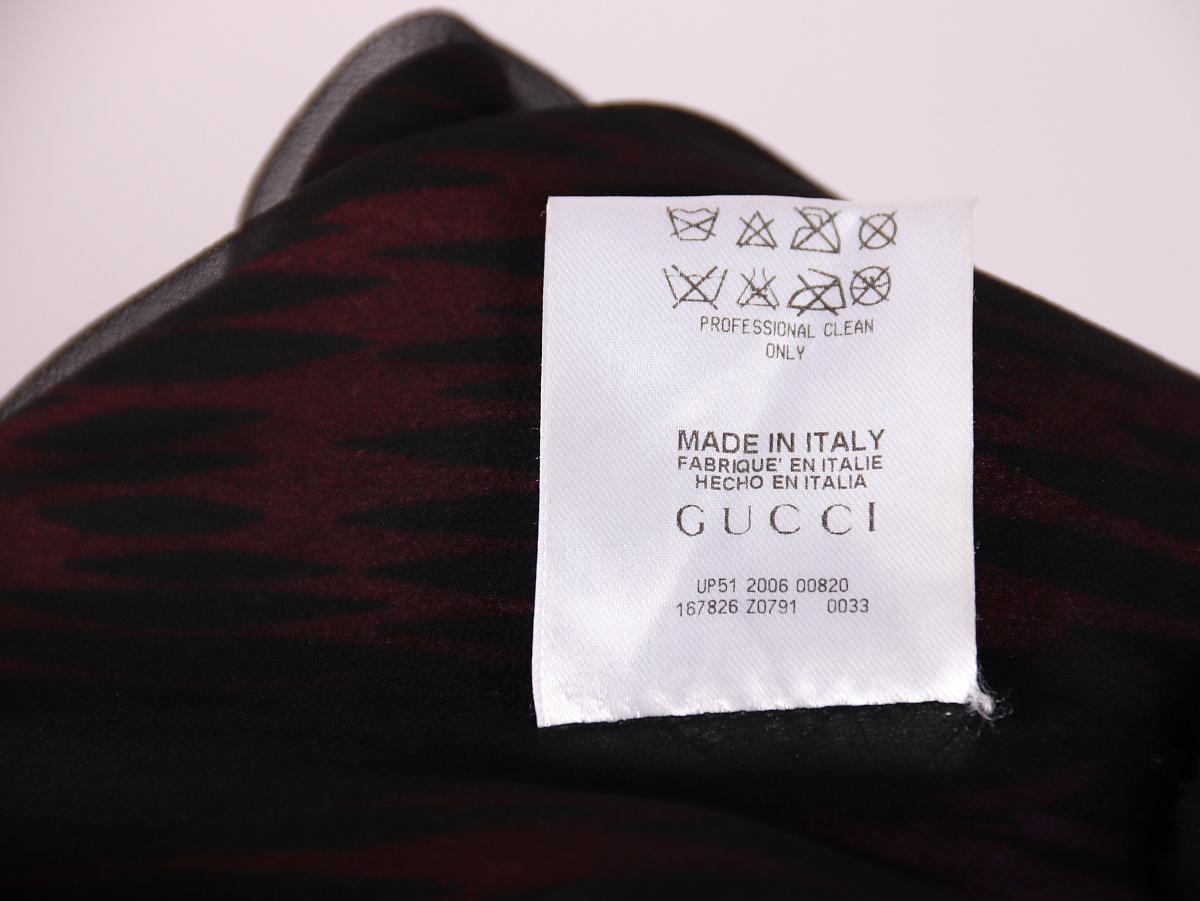 PROFESSIONAL CLEAN
ONLY
MADE IN ITALY
FABRIQUE' EN ITALIE
HECHO EN ITALIA
GUCCI
UP51 2006 00820
167826 Z0791 0033